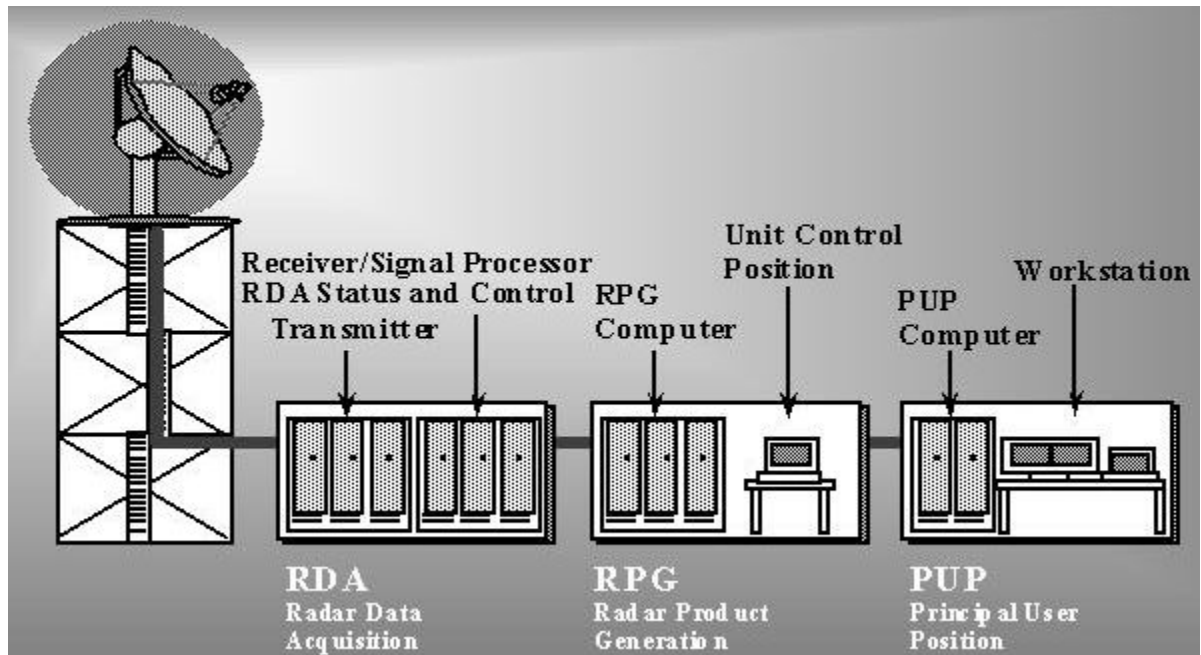 Receiver/Signal Processor
RDA Status and Control
Transmitter
RPG
Computer
Unit Control
Position
PUP
Computer
Workstation
RDA
Radar Data
Acquisition
RPG
Radar Product
Generation
PUP
Principal User
Position